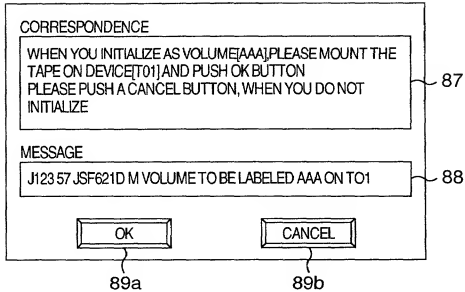 CORRESPONDENCE
WHEN YOU INITIALIZE AS VOLUME[AAA],PLEASE MOUNT THE
TAPE ON DEVICE[T01] AND PUSH OK BUTTON
PLEASE PUSH A CANCEL BUTTON, WHEN YOU DO NOT
INITIALIZE
87
MESSAGE
J123 57 JSF621D M VOLUME TO BE LABELED AAA ON TO1
88
OK
CANCEL
89a
89b